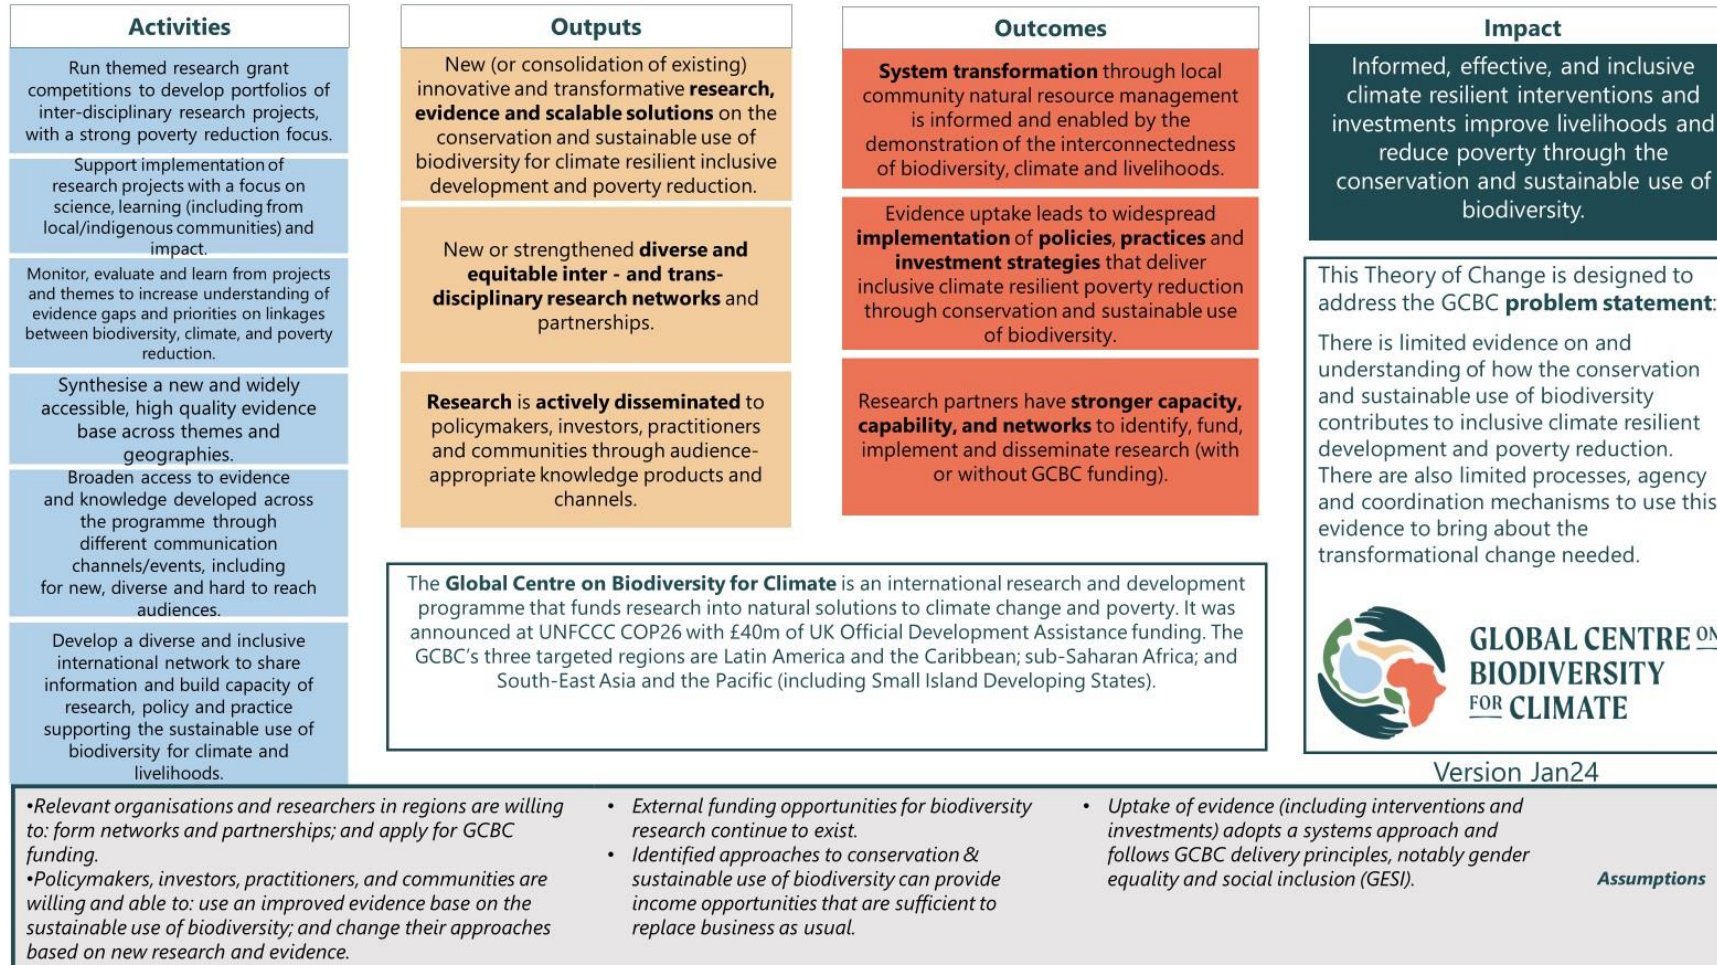 Activities
Run themed research grant
competitions to develop portfolios of
inter-disciplinary research projects,
with a strong poverty reduction focus.
Support implementation of
research projects with a focus on
science, learning (including from
local/indigenous communities) and
impact.
Monitor, evaluate and learn from projects
and themes to increase understanding of
evidence gaps and priorities on linkages
between biodiversity, climate, and poverty
reduction.
Synthesise a new and widely
accessible, high quality evidence
base across themes and
geographies.
Broaden access to evidence
and knowledge developed across
the programme through
different communication
channels/events, including
for new, diverse and hard to reach
audiences.
Develop a diverse and inclusive
international network to share
information and build capacity of
research, policy and practice
supporting the sustainable use of
biodiversity for climate and
livelihoods.
Outputs
New (or consolidation of existing)
innovative and transformative research,
evidence and scalable solutions on the
conservation and sustainable use of
biodiversity for climate resilient inclusive
development and poverty reduction.
New or strengthened diverse and
equitable inter - and trans-
disciplinary research networks and
partnerships.
Research is actively disseminated to
policymakers, investors, practitioners
and communities through audience-
appropriate knowledge products and
channels.
Outcomes
System transformation through local
community natural resource management
is informed and enabled by the
demonstration of the interconnectedness
of biodiversity, climate and livelihoods.
Evidence uptake leads to widespread
implementation of policies, practices and
investment strategies that deliver
inclusive climate resilient poverty reduction
through conservation and sustainable use
of biodiversity.
Research partners have stronger capacity,
capability, and networks to identify, fund,
implement and disseminate research (with
or without GCBC funding).
Impact
Informed, effective, and inclusive
climate resilient interventions and
investments improve livelihoods and
reduce poverty through the
conservation and sustainable use of
biodiversity.
This Theory of Change is designed to
address the GCBC problem statement:
There is limited evidence on and
understanding of how the conservation
and sustainable use of biodiversity
contributes to inclusive climate resilient
development and poverty reduction.
There are also limited processes, agency
and coordination mechanisms to use this
evidence to bring about the
transformational change needed.
The Global Centre on Biodiversity for Climate is an international research and development
programme that funds research into natural solutions to climate change and poverty. It was
announced at UNFCCC COP26 with £40m of UK Official Development Assistance funding. The
GCBC's three targeted regions are Latin America and the Caribbean; sub-Saharan Africa; and
South-East Asia and the Pacific (including Small Island Developing States).
GLOBAL CENTRE ON
BIODIVERSITY
FOR CLIMATE
Version Jan24
•Relevant organisations and researchers in regions are willing
to: form networks and partnerships; and apply for GCBC
funding.
•Policymakers, investors, practitioners, and communities are
willing and able to: use an improved evidence base on the
sustainable use of biodiversity; and change their approaches
based on new research and evidence.
• External funding opportunities for biodiversity
research continue to exist.
• Identified approaches to conservation &
sustainable use of biodiversity can provide
income opportunities that are sufficient to
replace business as usual.
• Uptake of evidence (including interventions and
investments) adopts a systems approach and
follows GCBC delivery principles, notably gender
equality and social inclusion (GESI).
Assumptions